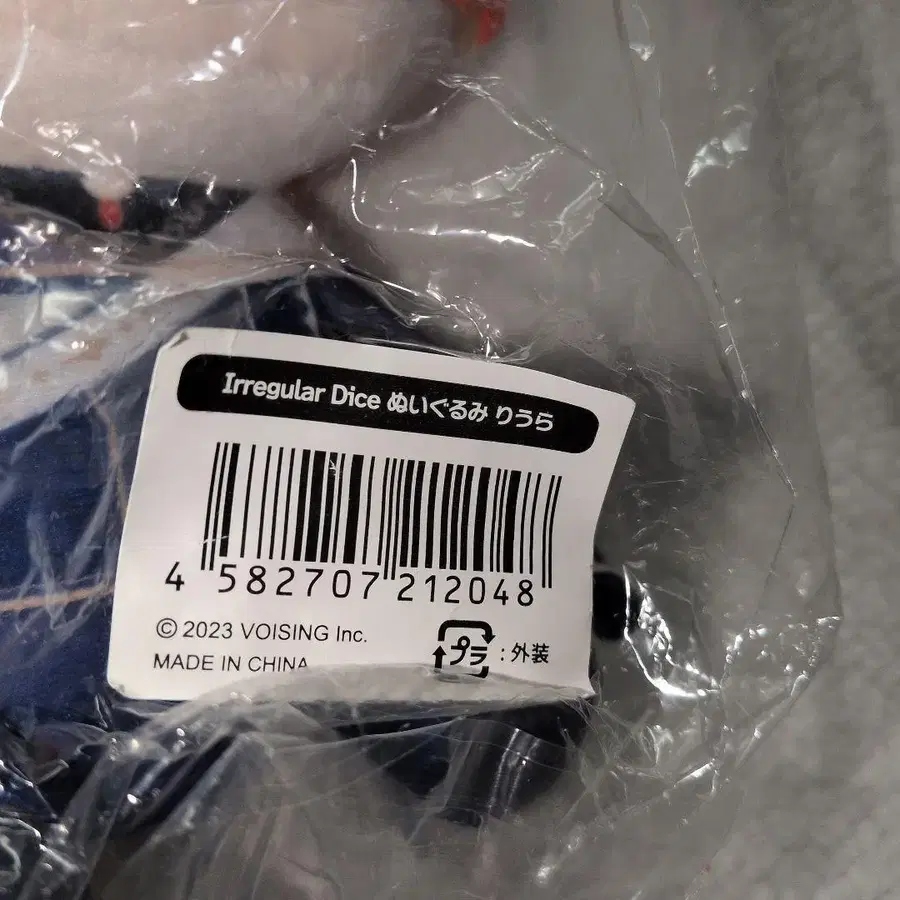 Irregular Dice ぬいぐるみ りうら
4 582707 212048
© 2023 VOISING Inc.
プラ : 外装
MADE IN CHINA